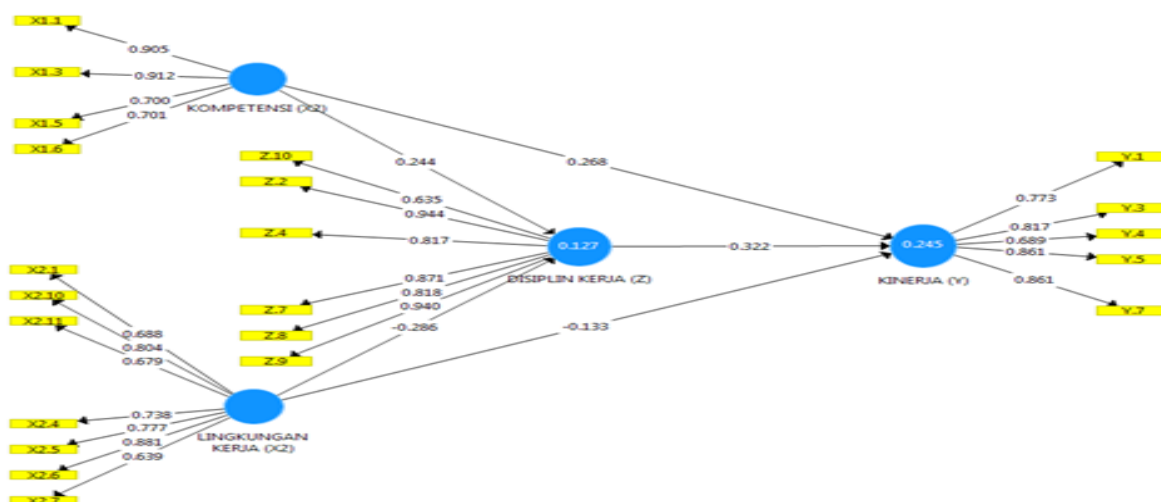 X1.1
0.905
X1.3
0.912
0.700
X1.5
0.701
X1.6
KOMPETENSI (X2)
0.244
0.268
Z.10
0.635
Z.2
0.944
Z.4
0.817
0.871
Z.7
0.818
Z.8
0.940
Z.9
0.127
DISIPLIN KERJA (Z)
0.322
-0.286
-0.133
0.245
KINERJA (Y)
Y.1
0.773
Y.3
0.817
Y.4
0.689
Y.5
0.861
0.861
Y.7
X2.1
X2.10
X2.11
0.688
0.804
0.679
X2.4
0.738
X2.5
0.777
X2.6
0.881
0.639
X2.7
LINGKUNGAN
KERJA (X2)